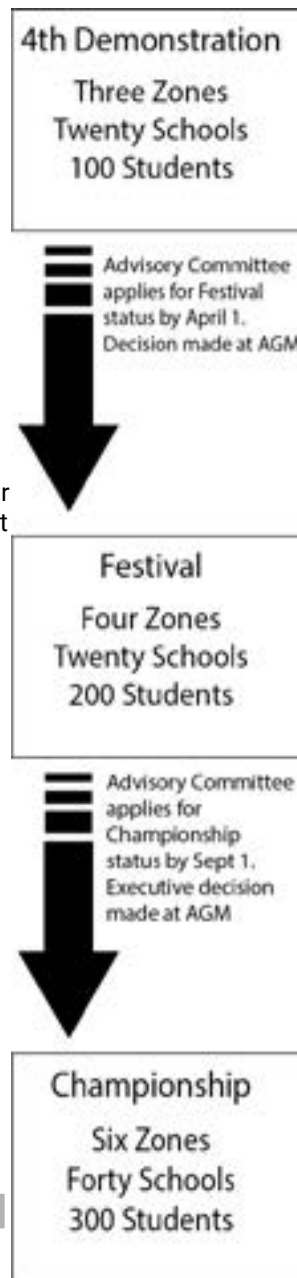 4th Demonstration
Three Zones
Twenty Schools
100 Students
Advisory Committee
applies for Festival
status by April 1.
Decision made at AGM
r
t
Festival
Four Zones
Twenty Schools
200 Students
Advisory Committee
applies for
Championship
status by Sept 1.
Executive decision
made at AGM
Championship
Six Zones
Forty Schools
300 Students